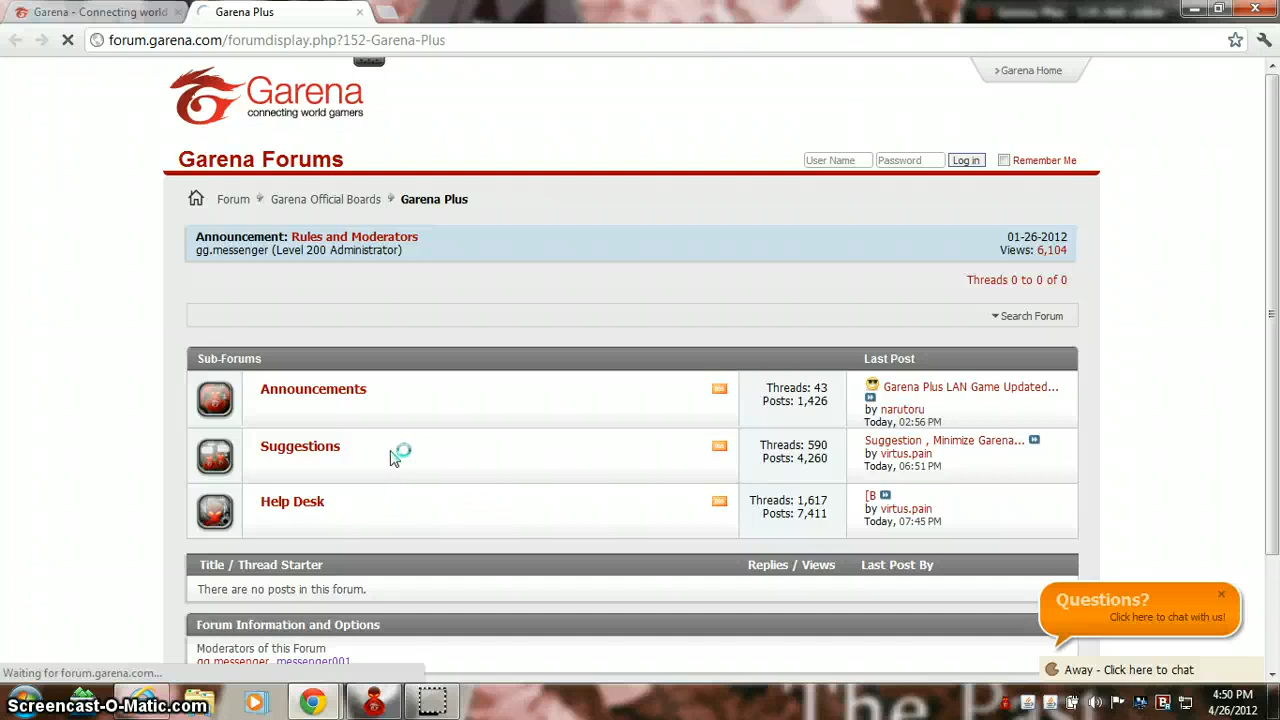 Garena - Connecting world
Garena Plus
forum.garena.com/forumdisplay.php?152-Garena-Plus
Garena
connecting world gamers
Garena Home
Garena Forums
User Name
Password
Log in
Remember Me
Forum
Garena Official Boards
Garena Plus
Announcement: Rules and Moderators
01-26-2012
gg.messenger (Level 200 Administrator)
Views: 6,104
Threads 0 to 0 of 0
Search Forum
Sub-Forums
Last Post
Announcements
Threads: 43
Posts: 1,426
Garena Plus LAN Game Updated...
by narutoru
Today, 02:56 PM
Suggestions
Threads: 590
Posts: 4,260
Suggestion , Minimize Garena...
by virtus.pain
Today, 06:51 PM
Help Desk
Threads: 1,617
Posts: 7,411
[B
by virtus.pain
Today, 07:45 PM
Title / Thread Starter
Replies / Views
Last Post By
There are no posts in this forum.
Forum Information and Options
Moderators of this Forum
gg.messenger, messenger001
Questions?
Click here to chat with us!
Away - Click here to chat
Waiting for forum.garena.com...
Screencast-O-Matic.com
4:50 PM
4/26/2012